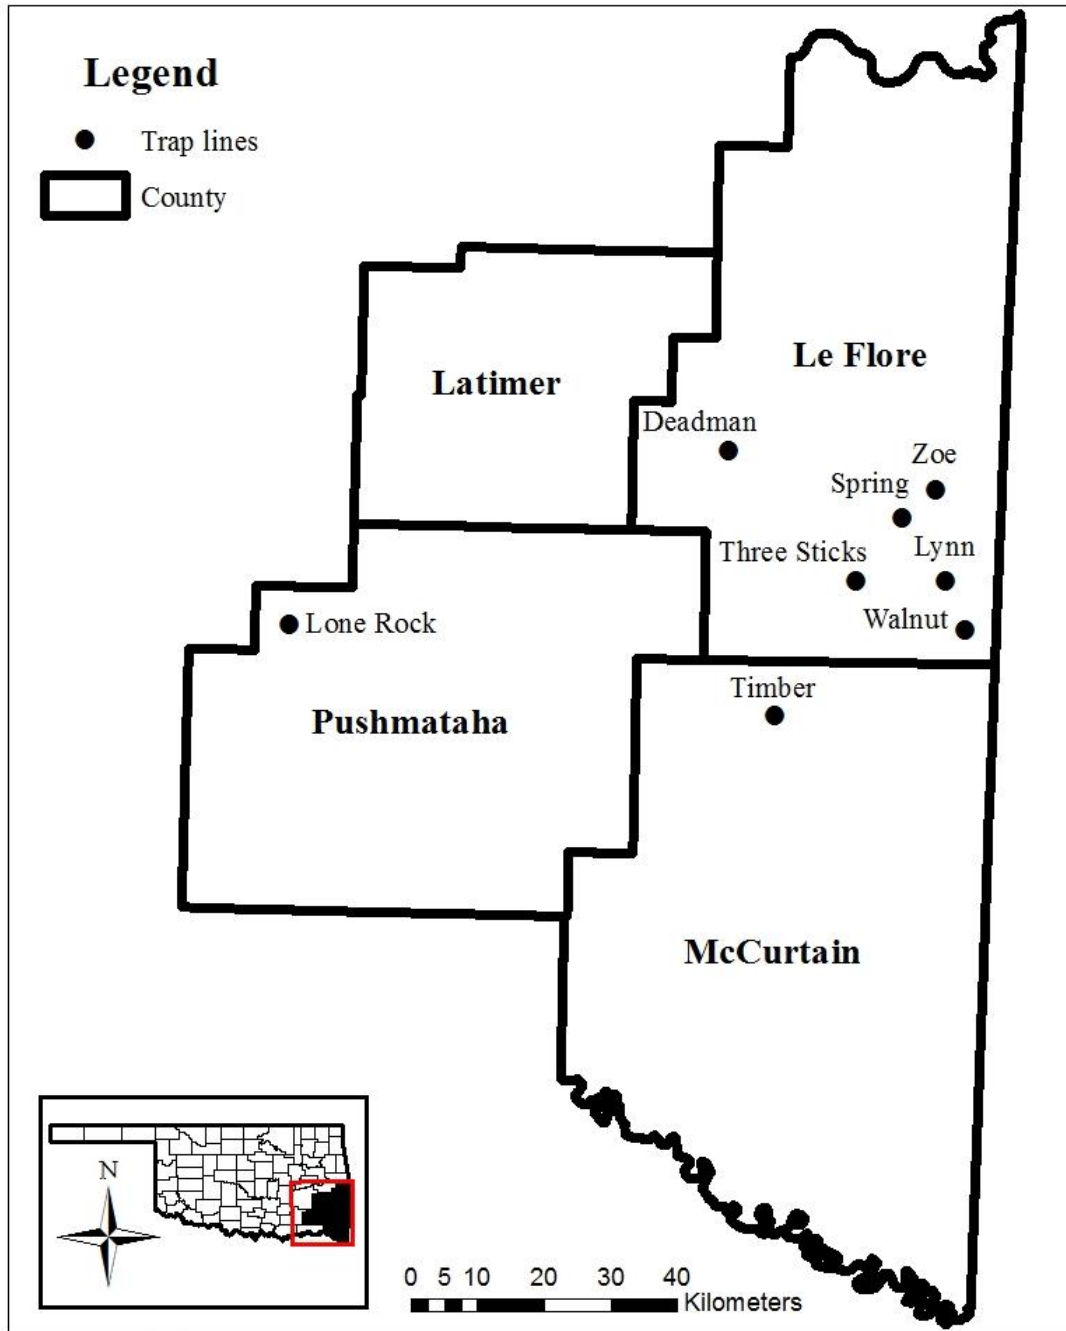 Legend
Trap lines
County
Le Flore
Latimer
Deadman
Zoe
Spring
Three Sticks
Lynn
Lone Rock
Walnut
Timber
Pushmataha
McCurtain
N
0 5 10 20 30 40
Kilometers